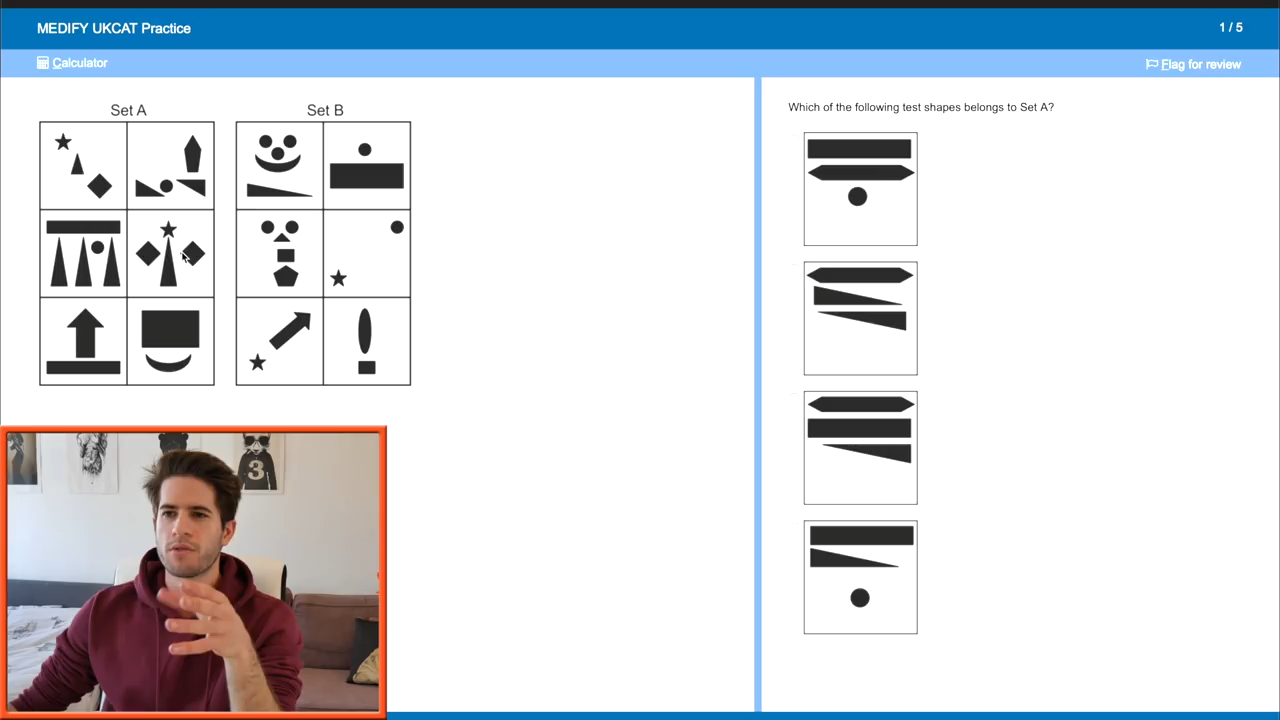 MEDIFY UKCAT Practice
1 / 5
Calculator
Flag for review
Set A
Set B
Which of the following test shapes belongs to Set A?
3